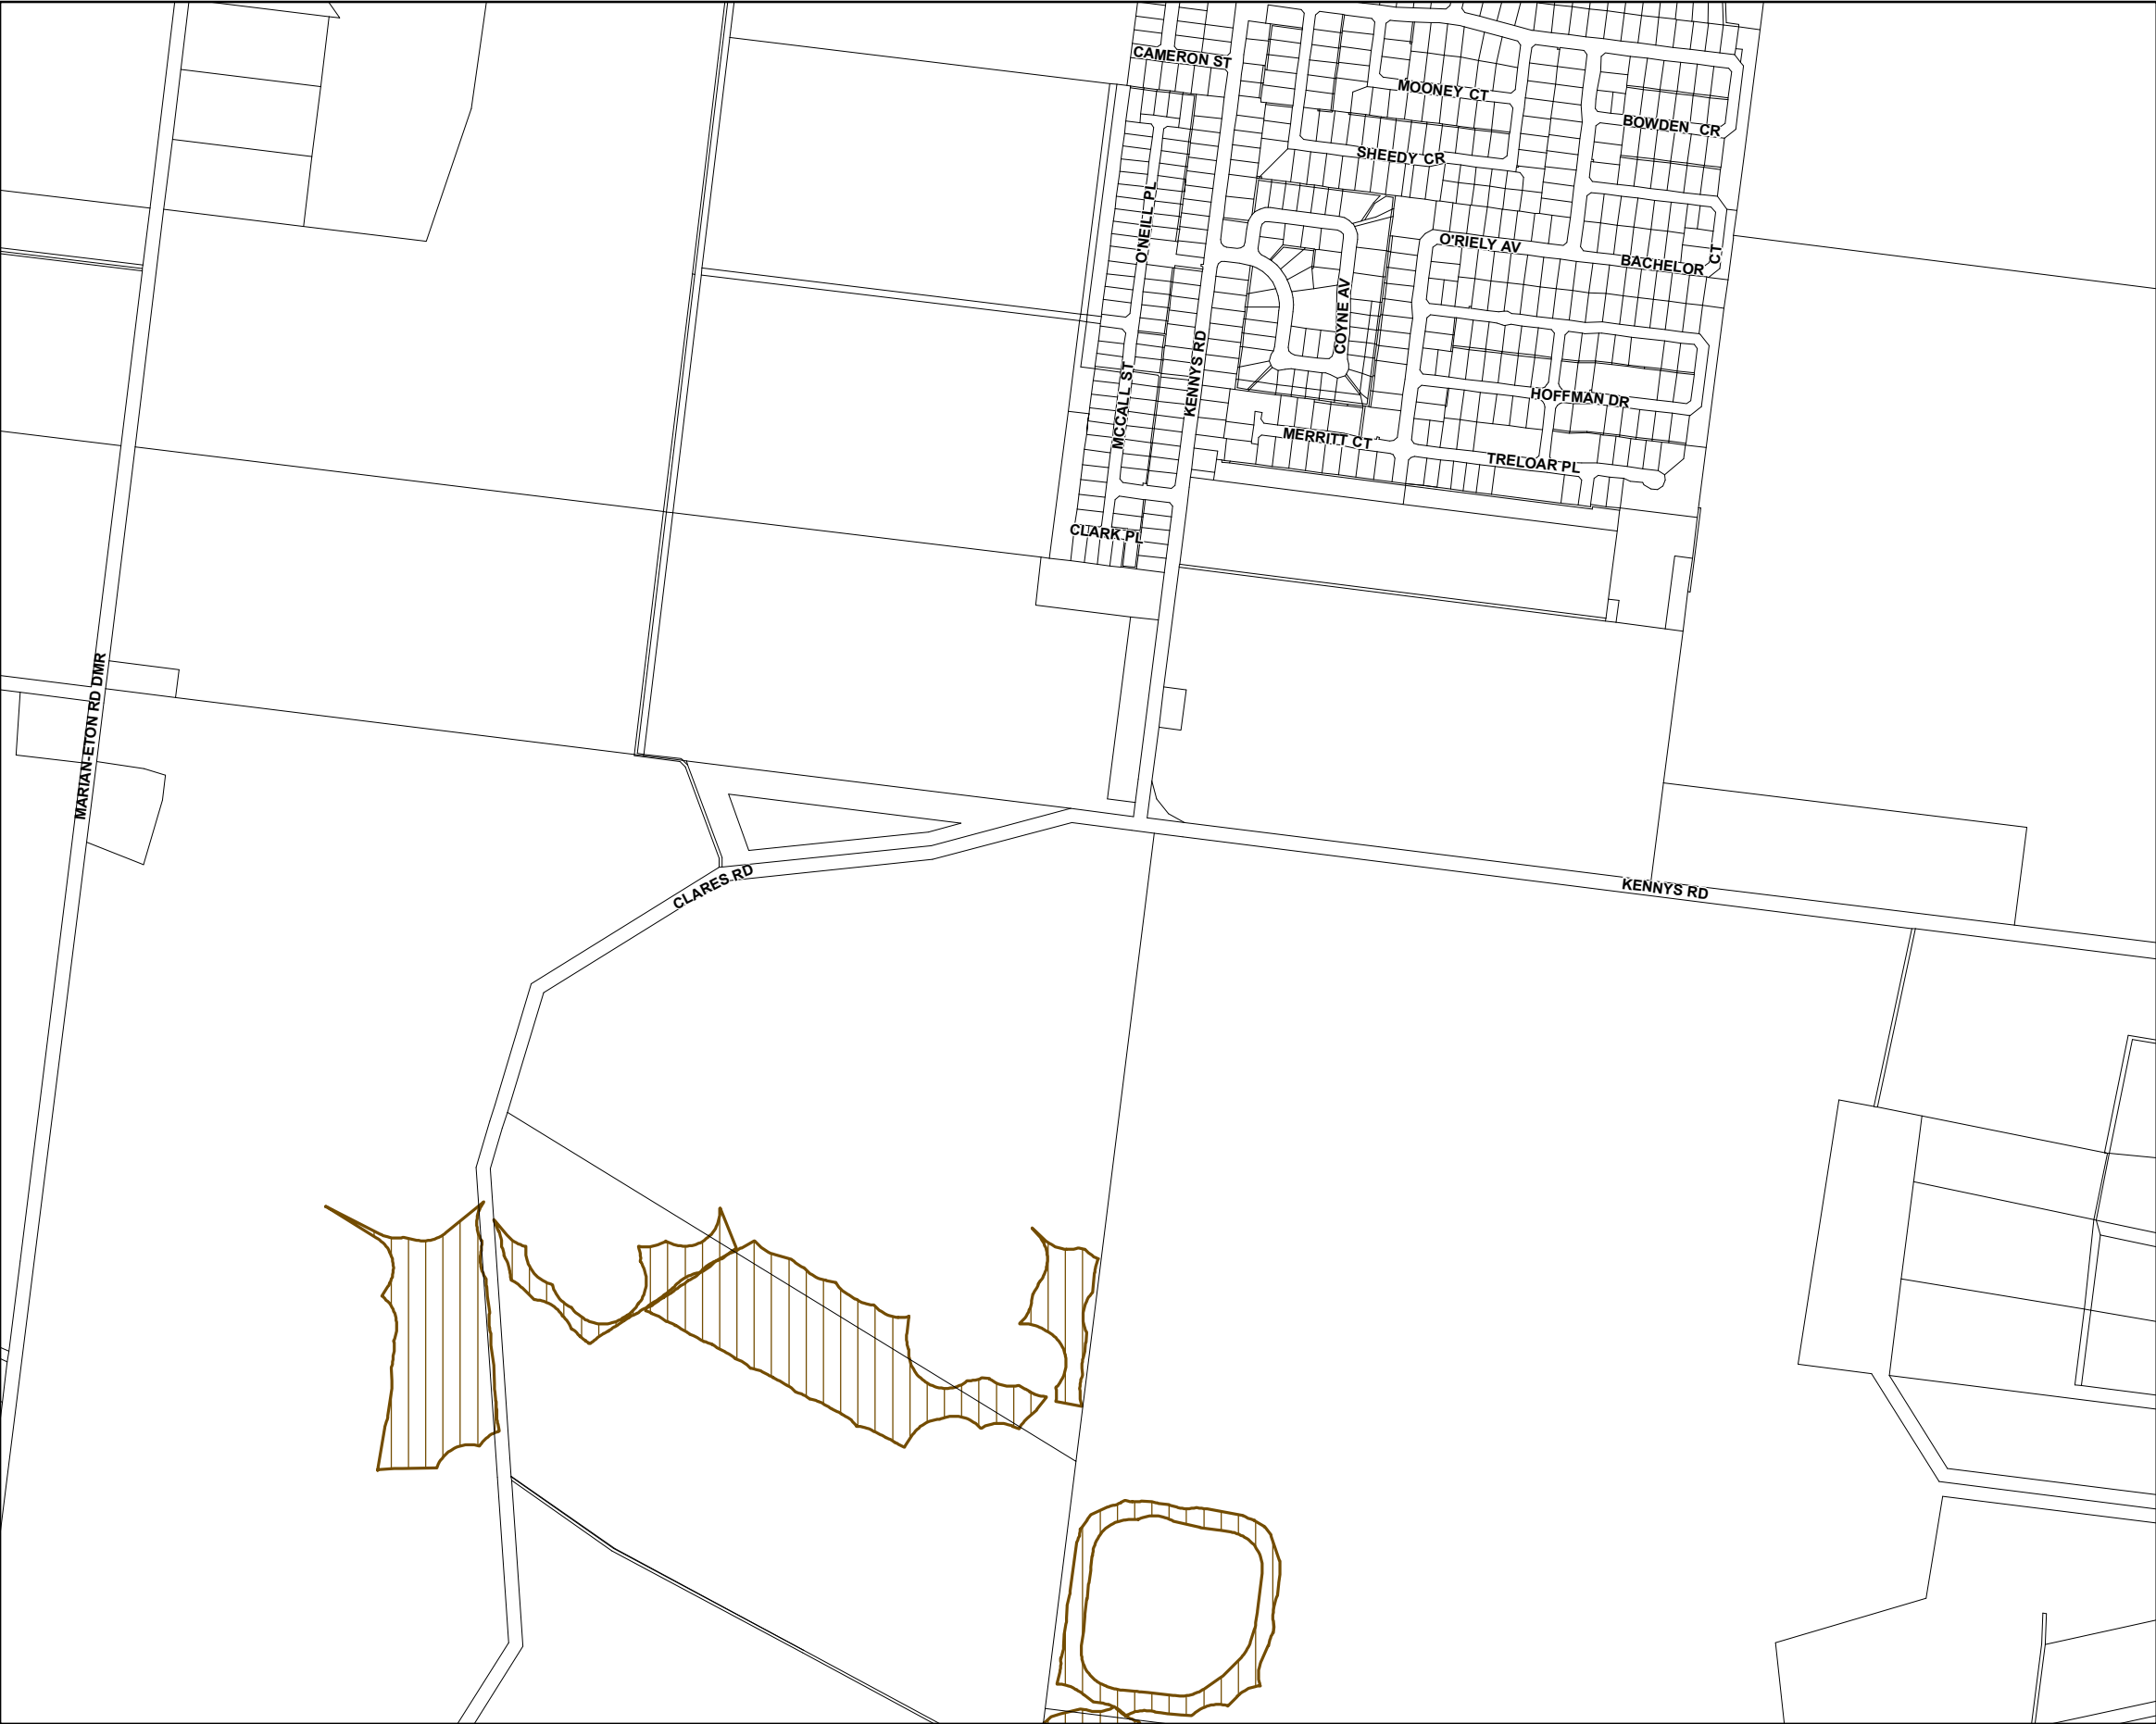 CAMERON ST
MOONEY CT
BOWDEN CR
SHEEDY CR
O'NEILL PL
O'RIELY AV
BACHELOR CT
COYNE AV
KENNYS RD
MCCALL ST
HOFFMAN DR
MERRITT CT
TRELOAR PL
CLARK PL
MARIAN-ETON RD DMR
CLARES RD
KENNYS RD